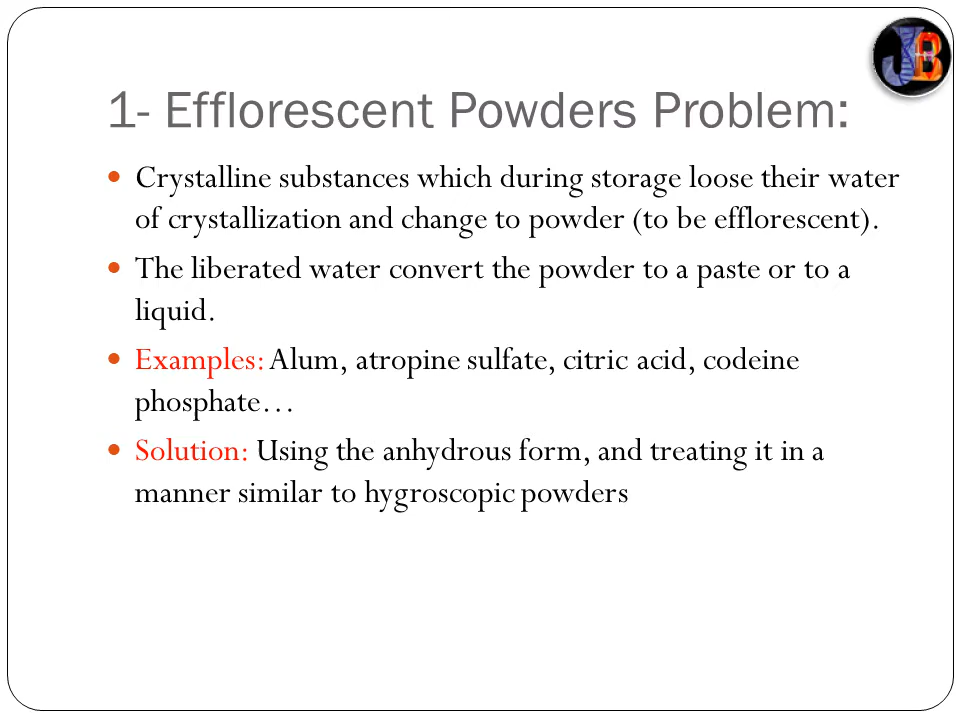 JB
1- Efflorescent Powders Problem:
• Crystalline substances which during storage loose their water
of crystallization and change to powder (to be efflorescent).
• The liberated water convert the powder to a paste or to a
liquid.
• Examples: Alum, atropine sulfate, citric acid, codeine
phosphate…
• Solution: Using the anhydrous form, and treating it in a
manner similar to hygroscopic powders